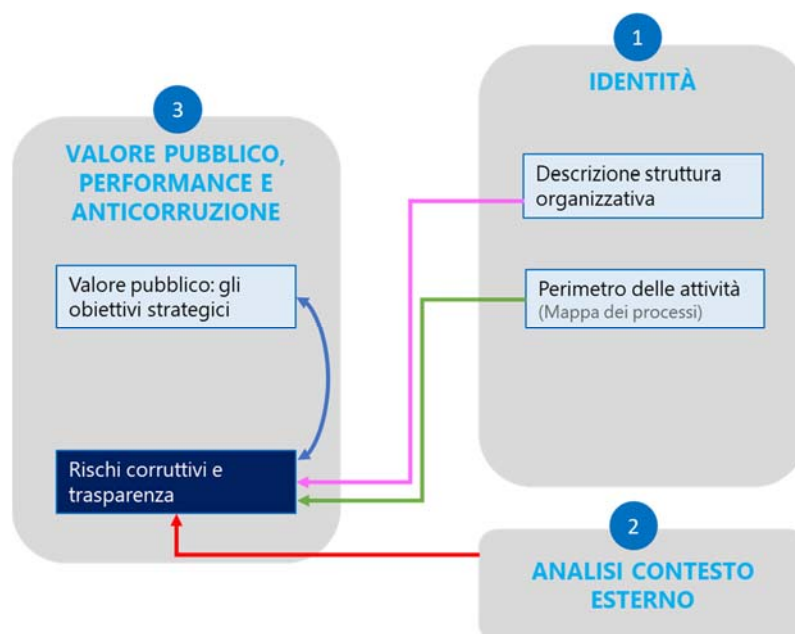 1
IDENTITÀ
Descrizione struttura
organizzativa
Perimetro delle attività
(Mappa dei processi)
2
ANALISI CONTESTO
ESTERNO
3
VALORE PUBBLICO,
PERFORMANCE E
ANTICORRUZIONE
Valore pubblico: gli
obiettivi strategici
Rischi corruttivi e
trasparenza